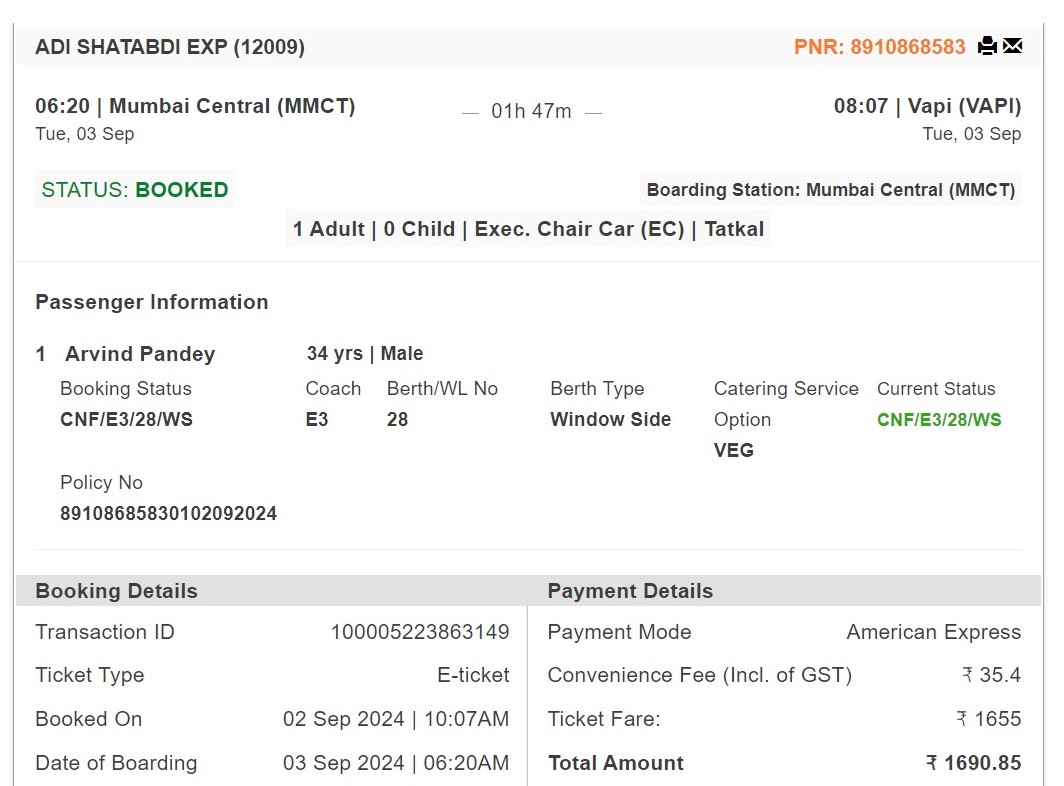 ADI SHATABDI EXP (12009) PNR: 8910868583
06:20 | Mumbai Central (MMCT) — 01h 47m — 08:07 | Vapi (VAPI)
Tue, 03 Sep Tue, 03 Sep
STATUS: BOOKED Boarding Station: Mumbai Central (MMCT)
1 Adult | 0 Child | Exec. Chair Car (EC) | Tatkal
Passenger Information
1 Arvind Pandey 34 yrs | Male
Booking Status Coach Berth/WL No Berth Type Catering Service Current Status
CNF/E3/28/WS E3 28 Window Side Option CNF/E3/28/WS
VEG
Policy No
89108685830102092024
Booking Details Payment Details
Transaction ID 100005223863149 Payment Mode American Express
Ticket Type E-ticket Convenience Fee (Incl. of GST) ₹ 35.4
Booked On 02 Sep 2024 | 10:07AM Ticket Fare: ₹ 1655
Date of Boarding 03 Sep 2024 | 06:20AM Total Amount ₹ 1690.85